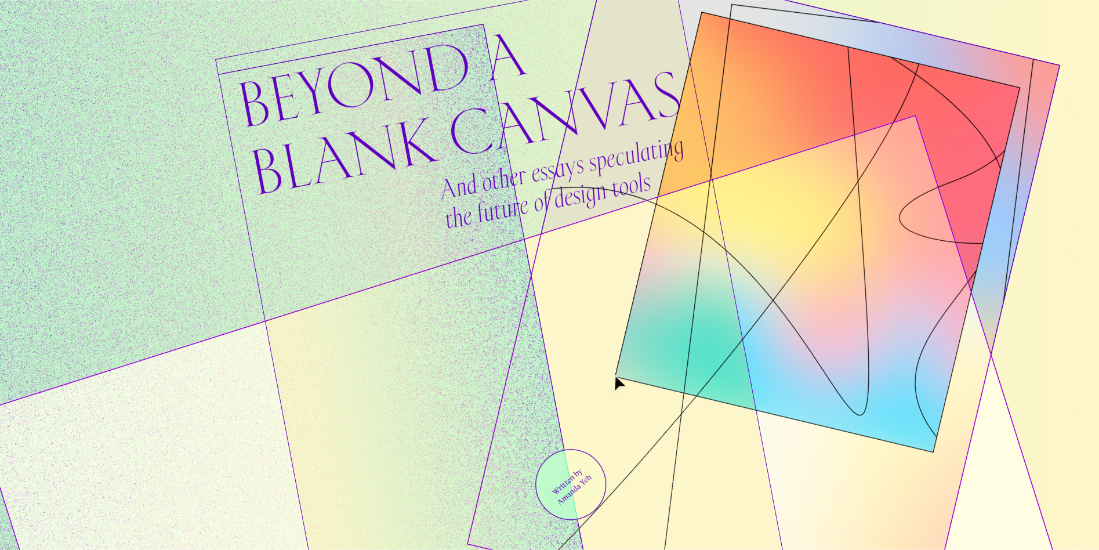 BEYOND A
BLANK CANVAS
And other essays speculating
the future of design tools
Written by
Amanda Yeh